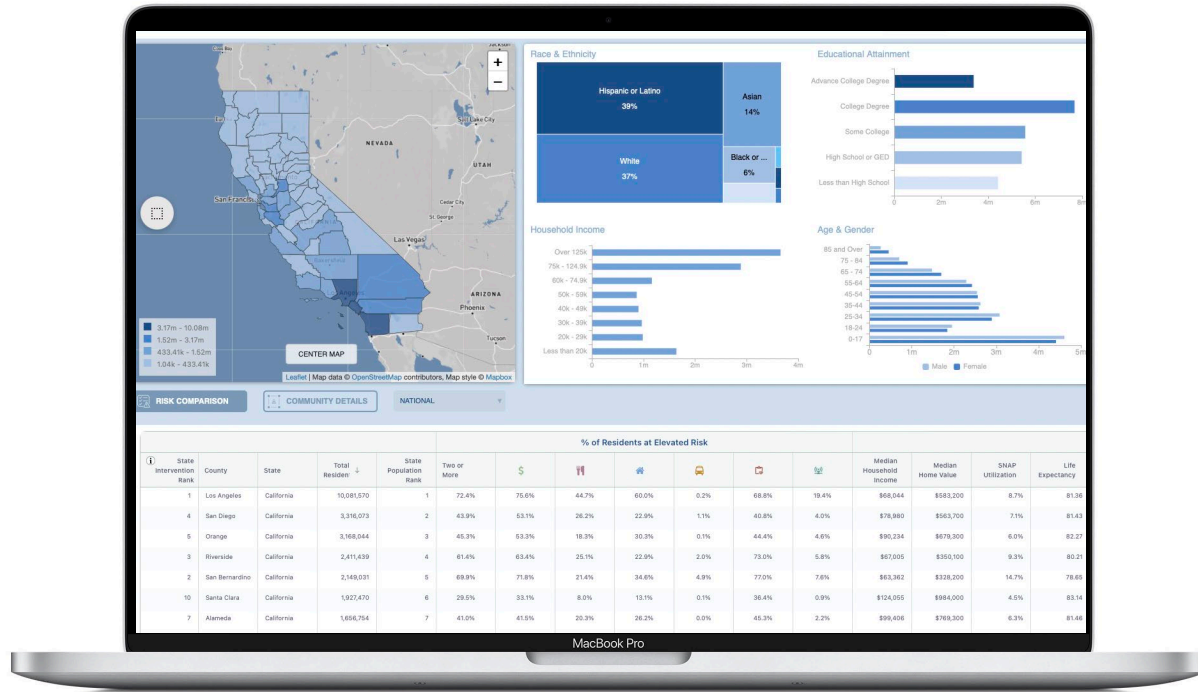 Salt Lake City
NEVADA
UTAH
San Francisco
Cedar City
St. George
Las Vegas
Bakersfield
Los Angeles
ARIZONA
Phoenix
Tucson
+
−
3.17m - 10.08m
1.52m - 3.17m
433.41k - 1.52m
1.04k - 433.41k
CENTER MAP
Leaflet | Map data © OpenStreetMap contributors, Map style © Mapbox
Race & Ethnicity
Hispanic or Latino
39%
Asian
14%
White
37%
Black or ...
6%
Educational Attainment
Advance College Degree
College Degree
Some College
High School or GED
Less than High School
0 2m 4m 6m 8m
Household Income
Over 125k
75k - 124.9k
60k - 74.9k
50k - 59k
40k - 49k
30k - 39k
20k - 29k
Less than 20k
0 1m 2m 3m 4m
Age & Gender
85 and Over
75 - 84
65 - 74
55-64
45-54
35-44
25-34
18-24
0-17
0 1m 2m 3m 4m 5m
Male Female
RISK COMPARISON
COMMUNITY DETAILS
NATIONAL
% of Residents at Elevated Risk
State Intervention Rank County State Total Residen ↓ State Population Rank Two or More $ Median Household Income Median Home Value SNAP Utilization Life Expectancy
1 Los Angeles California 10,081,570 1 72.4% 75.6% 44.7% 60.0% 0.2% 68.8% 19.4% $68,044 $583,200 8.7% 81.36
4 San Diego California 3,316,073 2 43.9% 53.1% 26.2% 22.9% 1.1% 40.8% 4.0% $78,980 $563,700 7.1% 81.43
5 Orange California 3,168,044 3 45.3% 53.3% 18.3% 30.3% 0.1% 44.4% 4.6% $90,234 $679,300 6.0% 82.27
3 Riverside California 2,411,439 4 61.4% 63.4% 25.1% 22.9% 2.0% 73.0% 5.8% $67,005 $350,100 9.3% 80.21
2 San Bernardino California 2,149,031 5 69.9% 71.8% 21.4% 34.6% 4.9% 77.0% 7.6% $63,362 $328,200 14.7% 78.65
10 Santa Clara California 1,927,470 6 29.5% 33.1% 8.0% 13.1% 0.1% 36.4% 0.9% $124,055 $984,000 4.5% 83.14
7 Alameda California 1,656,754 7 41.0% 41.5% 20.3% 26.2% 0.0% 45.3% 2.2% $99,406 $769,300 6.3% 81.46
MacBook Pro